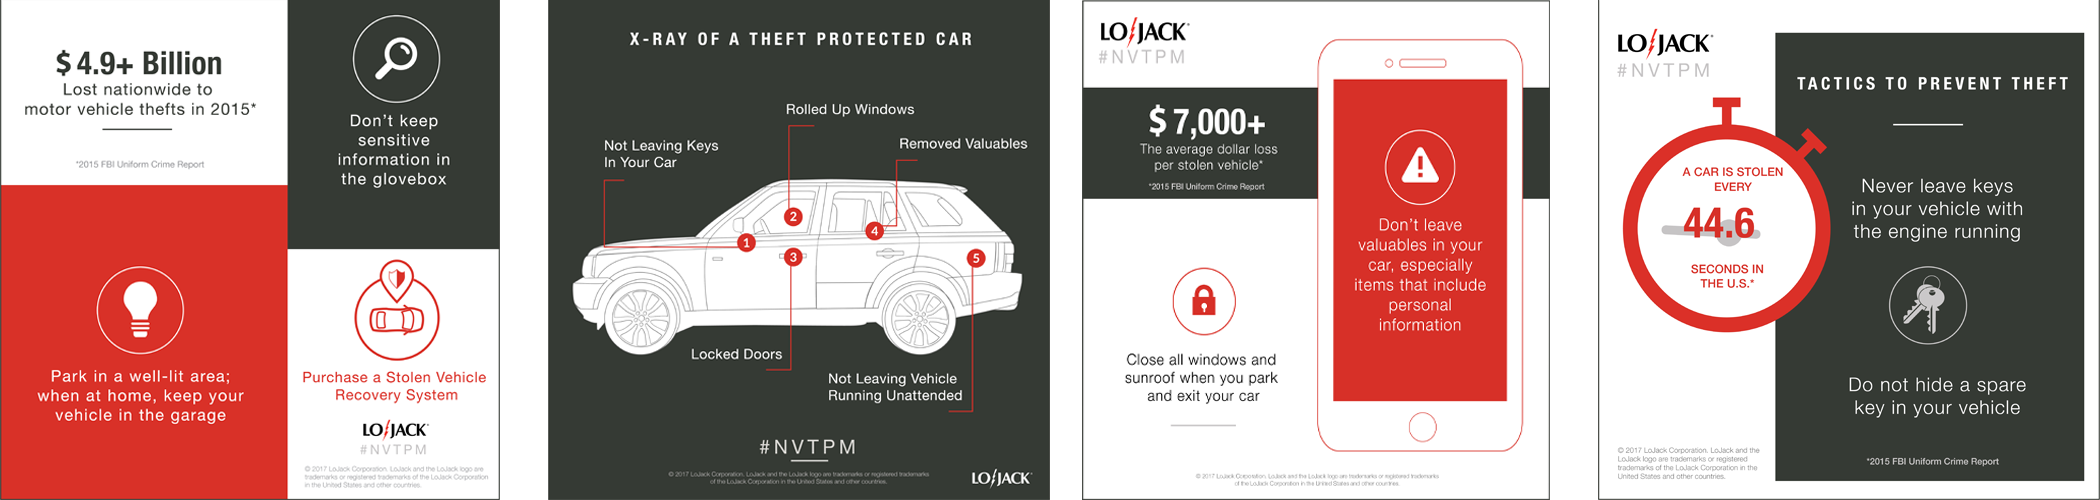 $ 4.9+ Billion
Lost nationwide to
motor vehicle thefts in 2015*
*2015 FBI Uniform Crime Report
Park in a well-lit area;
when at home, keep your
vehicle in the garage
Don't keep
sensitive
information in
the glovebox
Purchase a Stolen Vehicle
Recovery System
LO/JACK
#NVTPM
© 2017 LoJack Corporation. LoJack and the LoJack logo are
trademarks or registered trademarks of the LoJack Corporation
in the United States and other countries.
X-RAY OF A THEFT PROTECTED CAR
Rolled Up Windows
Not Leaving Keys
In Your Car
Removed Valuables
2
4
1
3
5
Locked Doors
Not Leaving Vehicle
Running Unattended
#NVTPM
© 2017 LoJack Corporation. LoJack and the LoJack logo are trademarks or registered trademarks
of the LoJack Corporation in the United States and other countries.
LO/JACK
LO/JACK®
#NVTPM
$ 7,000+
The average dollar loss
per stolen vehicle*
*2015 FBI Uniform Crime Report
Close all windows and
sunroof when you park
and exit your car
Don't leave
valuables in your
car, especially
items that include
personal
information
© 2017 LoJack Corporation. LoJack and the LoJack logo are trademarks or registered trademarks
of the LoJack Corporation in the United States and other countries.
LO/JACK®
#NVTPM
A CAR IS STOLEN
EVERY
44.6
SECONDS IN
THE U.S.*
TACTICS TO PREVENT THEFT
Never leave keys
in your vehicle with
the engine running
Do not hide a spare
key in your vehicle
*2015 FBI Uniform Crime Report
© 2017 LoJack Corporation. LoJack and the
LoJack logo are trademarks or registered
trademarks of the LoJack Corporation in the
United States and other countries.